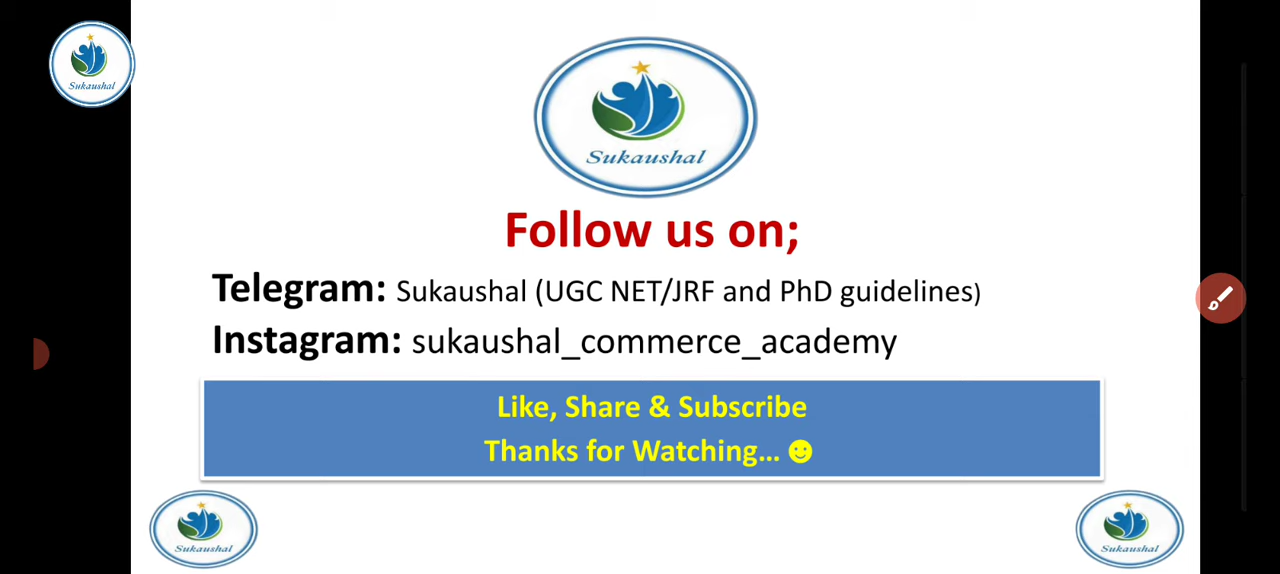 Sukaushal
Sukaushal
Follow us on;
Telegram: Sukaushal (UGC NET/JRF and PhD guidelines)
Instagram: sukaushal_commerce_academy
Like, Share & Subscribe
Thanks for Watching... ☻
Sukaushal
Sukaushal